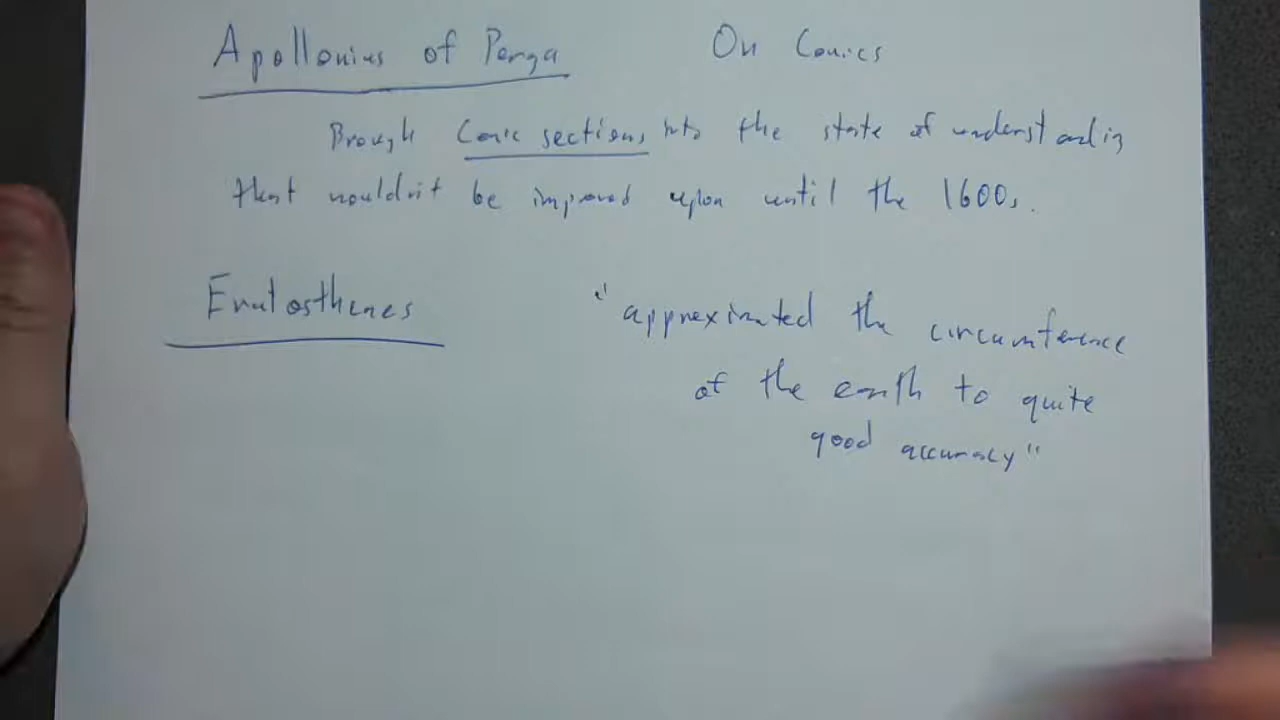 Apollonius of Perga On Conics
Brough Conic sections into the state of understanding
that wouldn't be improved upon until the 1600s.
Eratosthenes "approximated the circumference
of the earth to quite
good accuracy"